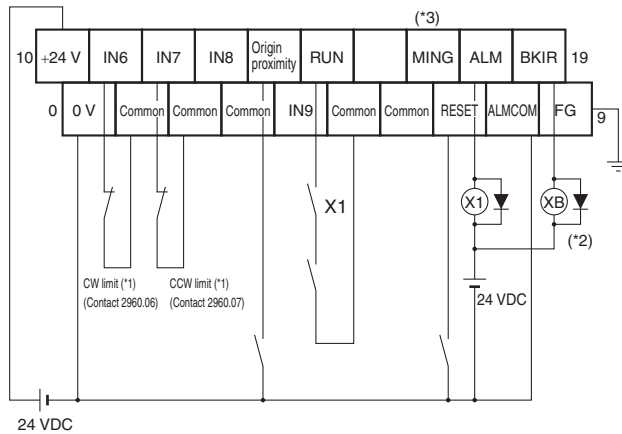 (*3)
10 +24 V IN6 IN7 IN8 Origin proximity RUN MING ALM BKIR 19
0 0 V Common Common Common IN9 Common Common RESET ALMCOM FG 9
X1
X1 XB
(*2)
CW limit (*1)
(Contact 2960.06)
CCW limit (*1)
(Contact 2960.07)
24 VDC
24 VDC